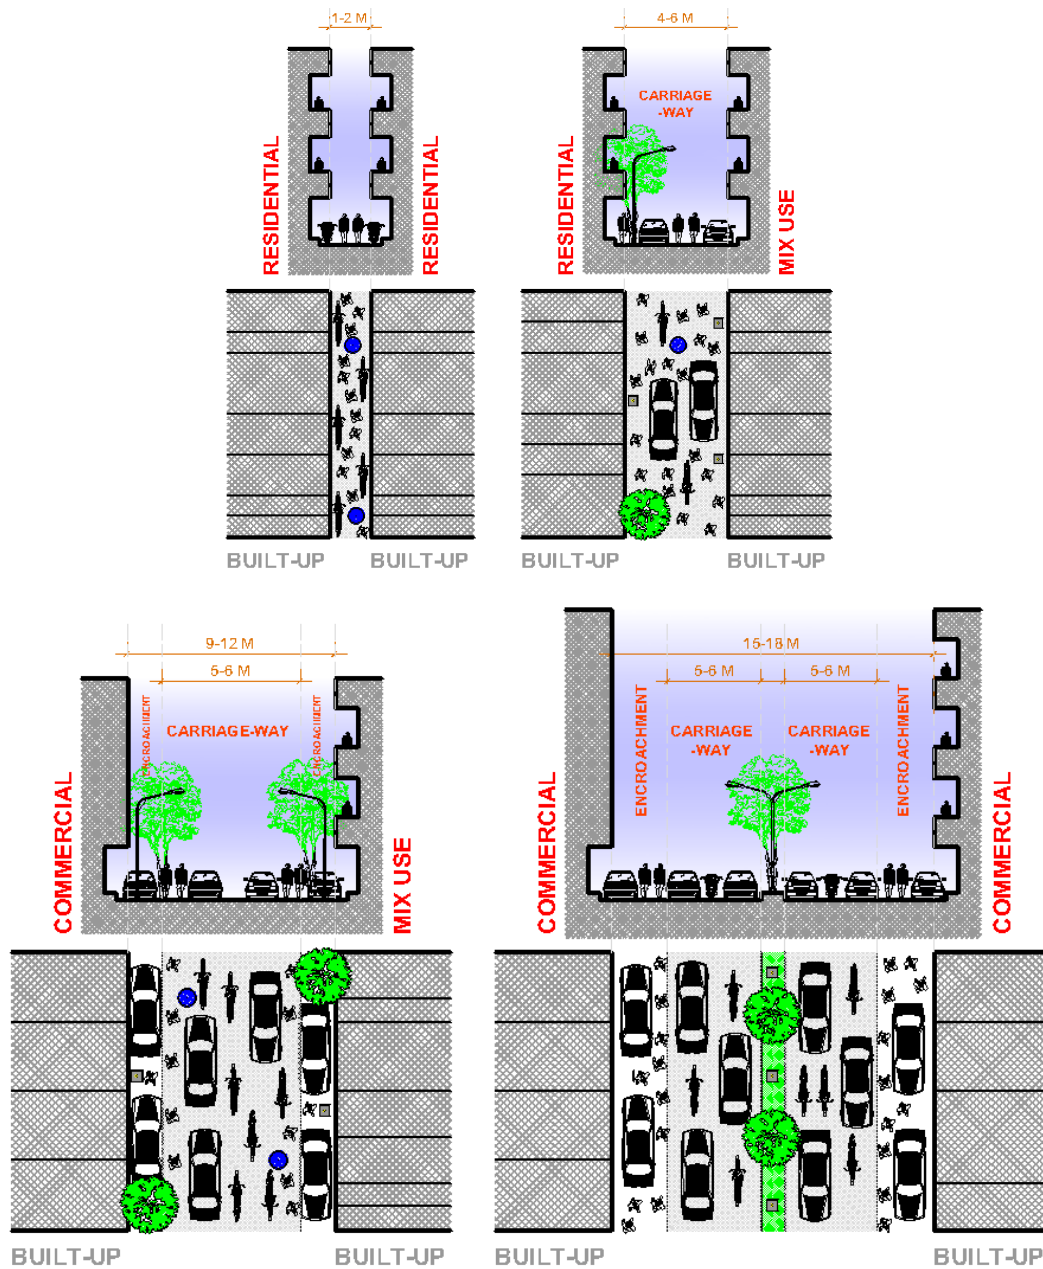 1-2 M
RESIDENTIAL
RESIDENTIAL
BUILT-UP
BUILT-UP
4-6 M
CARRIAGE
-WAY
RESIDENTIAL
MIX USE
BUILT-UP
BUILT-UP
9-12 M
5-6 M
ENCROACHMENT
CARRIAGE-WAY
ENCROACHMENT
COMMERCIAL
MIX USE
BUILT-UP
BUILT-UP
15-18 M
5-6 M
5-6 M
ENCROACHMENT
CARRIAGE
-WAY
CARRIAGE
-WAY
ENCROACHMENT
COMMERCIAL
COMMERCIAL
BUILT-UP
BUILT-UP